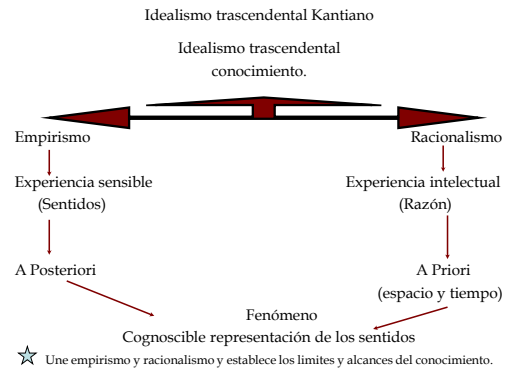 Idealismo trascendental Kantiano
Idealismo trascendental
conocimiento.
Empirismo
Racionalismo
Experiencia sensible
(Sentidos)
Experiencia intelectual
(Razón)
A Posteriori
A Priori
(espacio y tiempo)
Fenómeno
Cognoscible representación de los sentidos
Une empirismo y racionalismo y establece los limites y alcances del conocimiento.